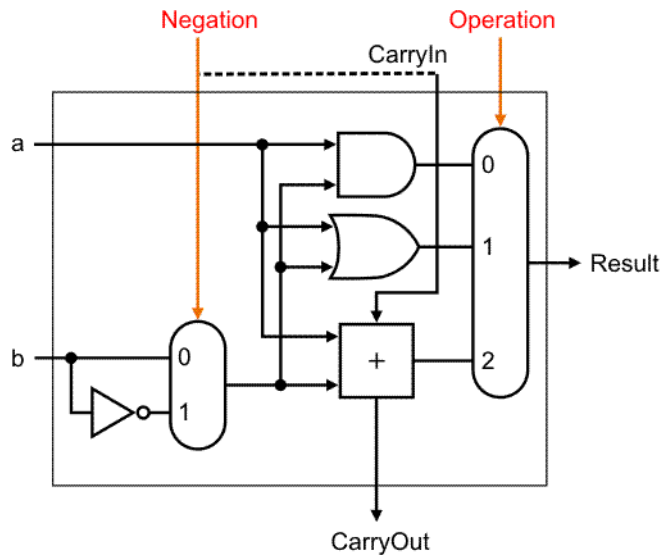 Negation
Operation
CarryIn
a
0
1
Result
b
0
+
2
1
CarryOut